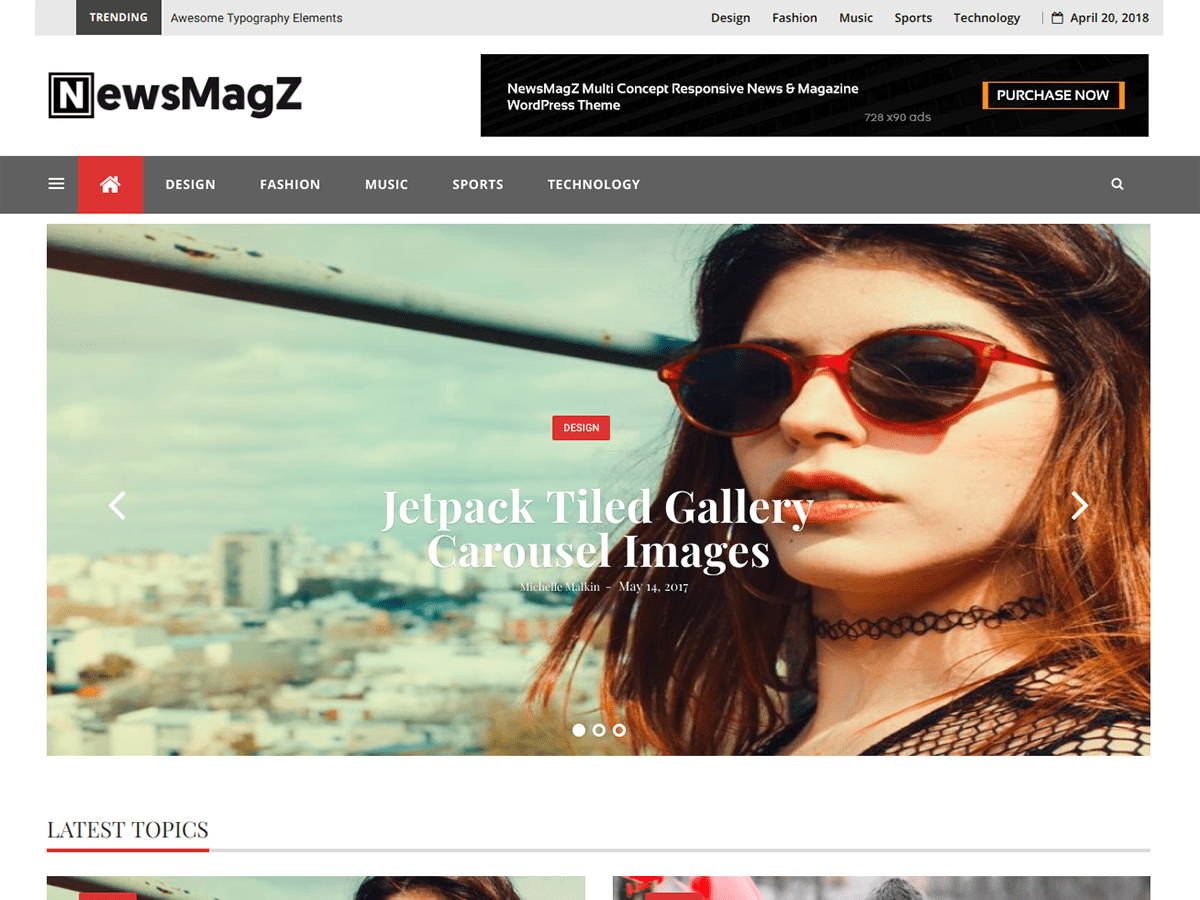 TRENDING
Awesome Typography Elements
Design
Fashion
Music
Sports
Technology
April 20, 2018
NewsMagZ
NewsMagZ Multi Concept Responsive News & Magazine
WordPress Theme
728 x90 ads
PURCHASE NOW
DESIGN
FASHION
MUSIC
SPORTS
TECHNOLOGY
DESIGN
Jetpack Tiled Gallery
Carousel Images
Michelle Malkin – May 14, 2017
LATEST TOPICS